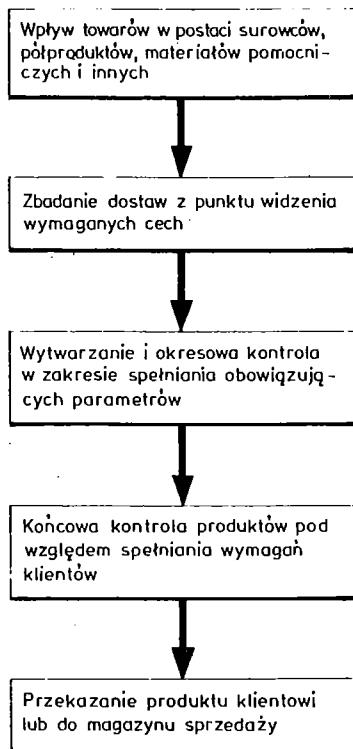 Wpływ towarów w postaci surowców,
półproduktów, materiałów pomocni-
czych i innych
Zbadanie dostaw z punktu widzenia
wymaganych cech
Wytwarzanie i okresowa kontrola
w zakresie spełniania obowiązują-
cych parametrów
Końcowa kontrola produktów pod
względem spełniania wymagań
klientów
Przekazanie produktu klientowi
lub do magazynu sprzedaży